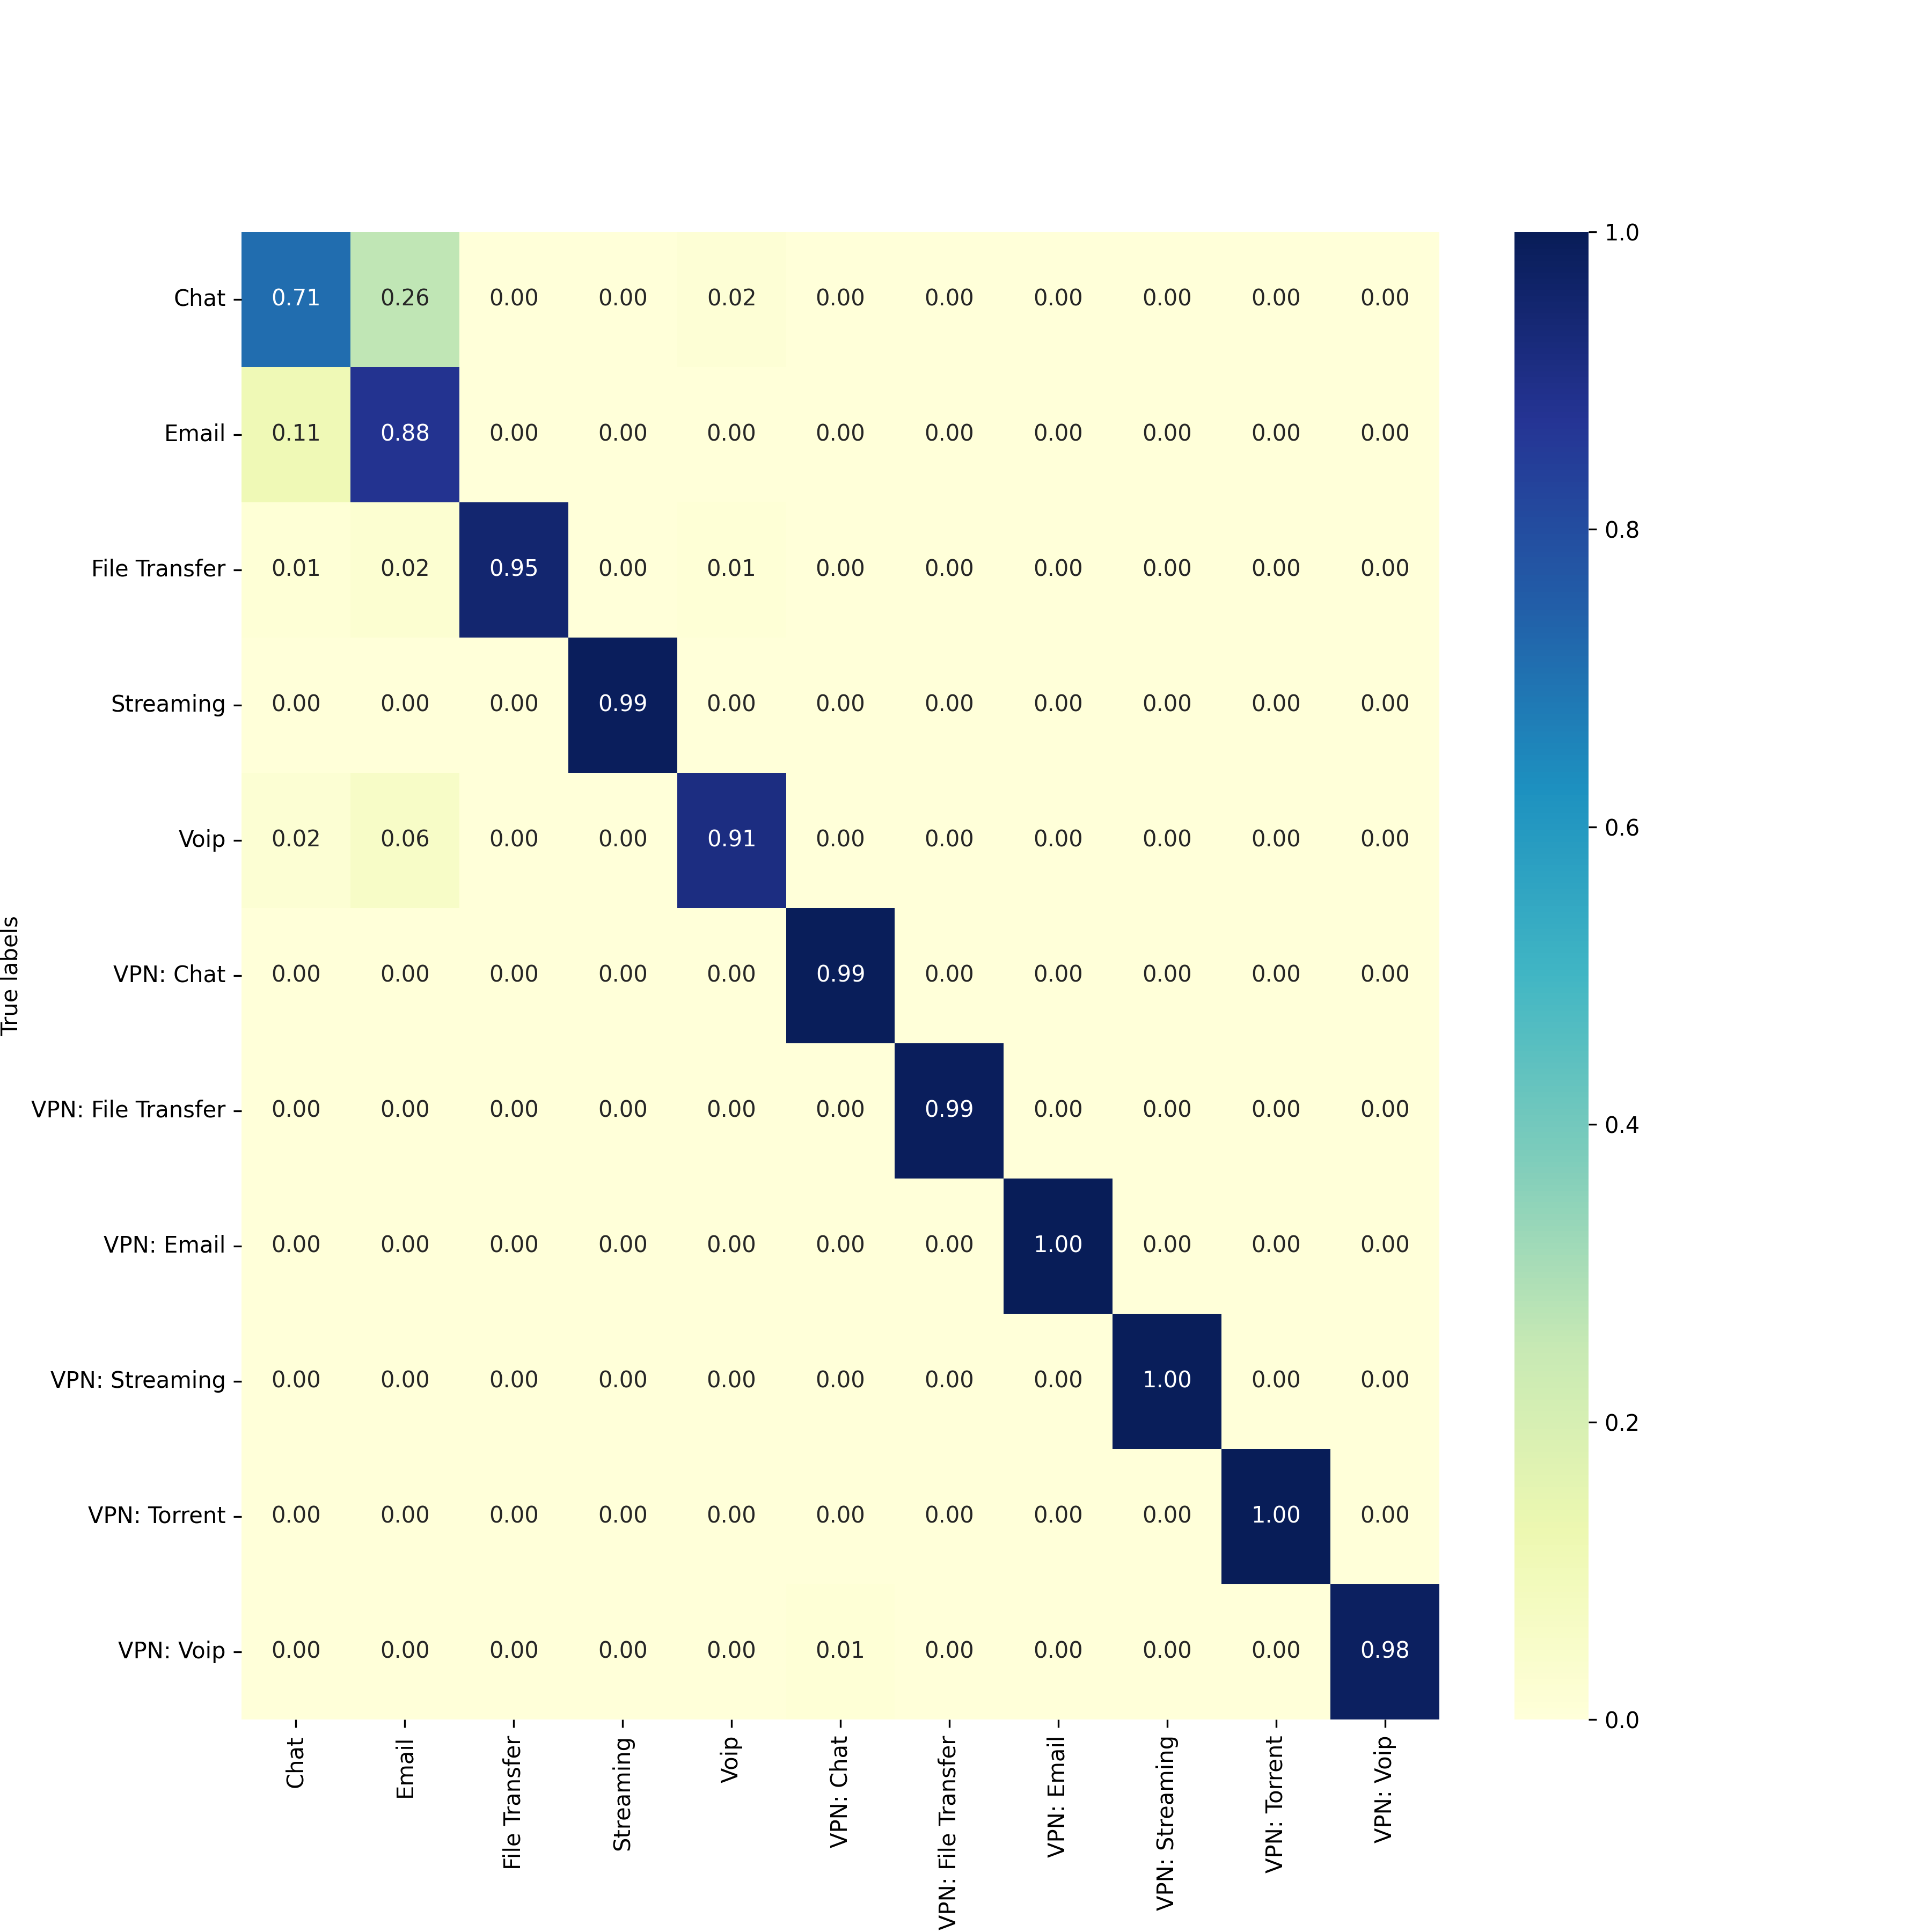 1.0
Chat 0.71 0.26 0.00 0.00 0.02 0.00 0.00 0.00 0.00 0.00 0.00
Email 0.11 0.88 0.00 0.00 0.00 0.00 0.00 0.00 0.00 0.00 0.00
0.8
File Transfer 0.01 0.02 0.95 0.00 0.01 0.00 0.00 0.00 0.00 0.00 0.00
Streaming 0.00 0.00 0.00 0.99 0.00 0.00 0.00 0.00 0.00 0.00 0.00
0.6
Voip 0.02 0.06 0.00 0.00 0.91 0.00 0.00 0.00 0.00 0.00 0.00
True labels
VPN: Chat 0.00 0.00 0.00 0.00 0.00 0.99 0.00 0.00 0.00 0.00 0.00
VPN: File Transfer 0.00 0.00 0.00 0.00 0.00 0.00 0.99 0.00 0.00 0.00 0.00
0.4
VPN: Email 0.00 0.00 0.00 0.00 0.00 0.00 0.00 1.00 0.00 0.00 0.00
VPN: Streaming 0.00 0.00 0.00 0.00 0.00 0.00 0.00 0.00 1.00 0.00 0.00
0.2
VPN: Torrent 0.00 0.00 0.00 0.00 0.00 0.00 0.00 0.00 0.00 1.00 0.00
VPN: Voip 0.00 0.00 0.00 0.00 0.00 0.01 0.00 0.00 0.00 0.00 0.98
0.0
Chat
Email
File Transfer
Streaming
Voip
VPN: Chat
VPN: File Transfer
VPN: Email
VPN: Streaming
VPN: Torrent
VPN: Voip